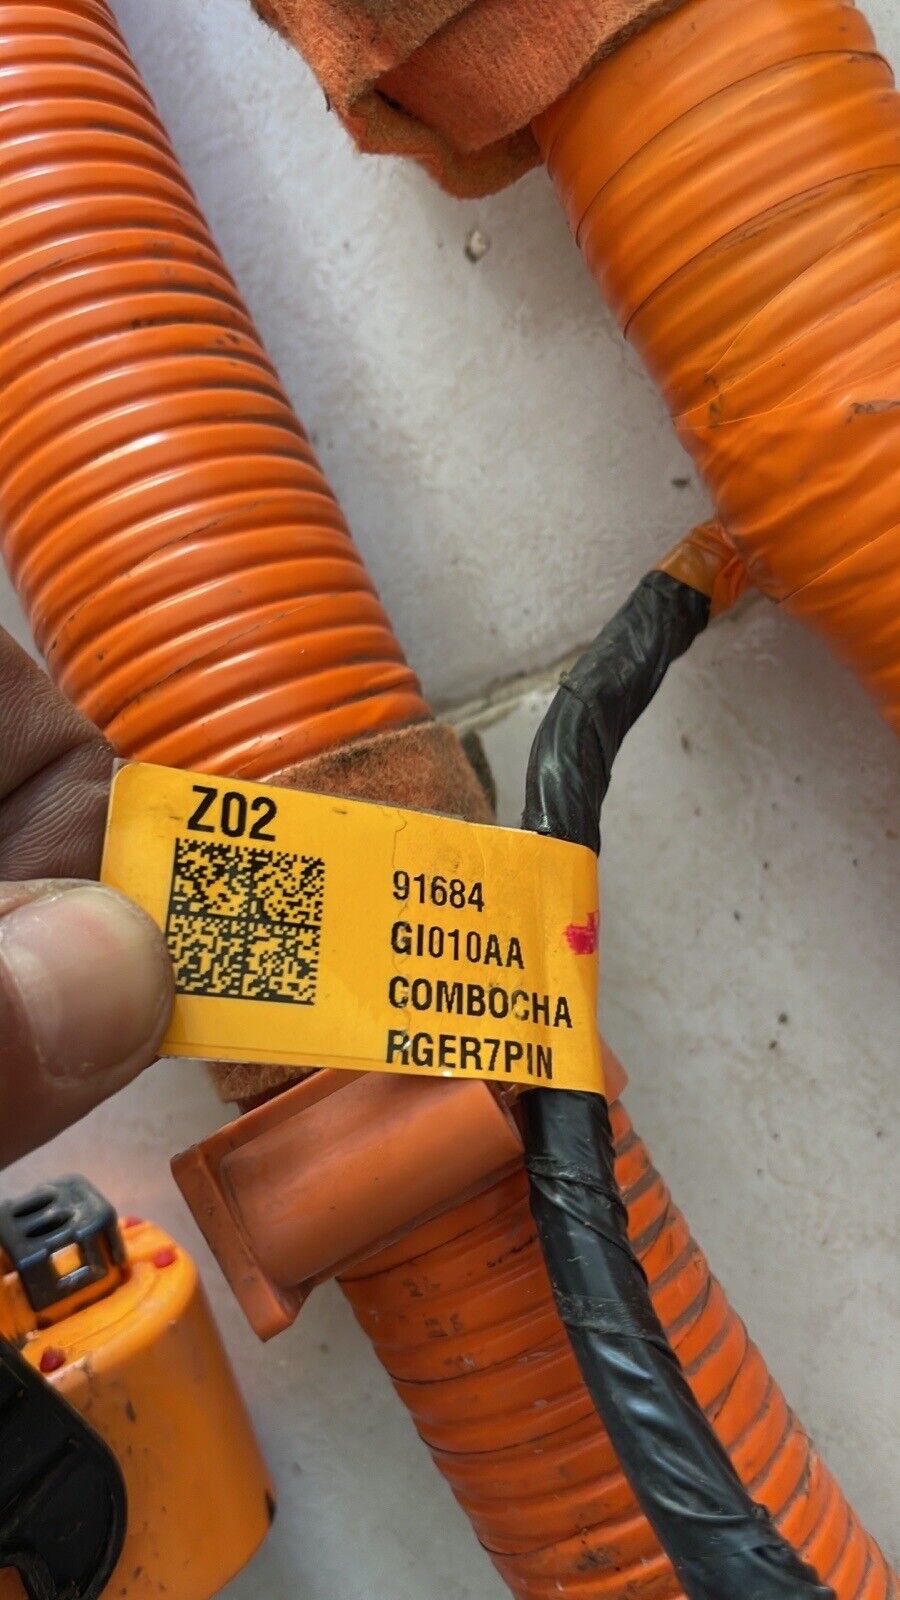 Z02
91684
GI010AA
COMBOCHA
RGER7PIN